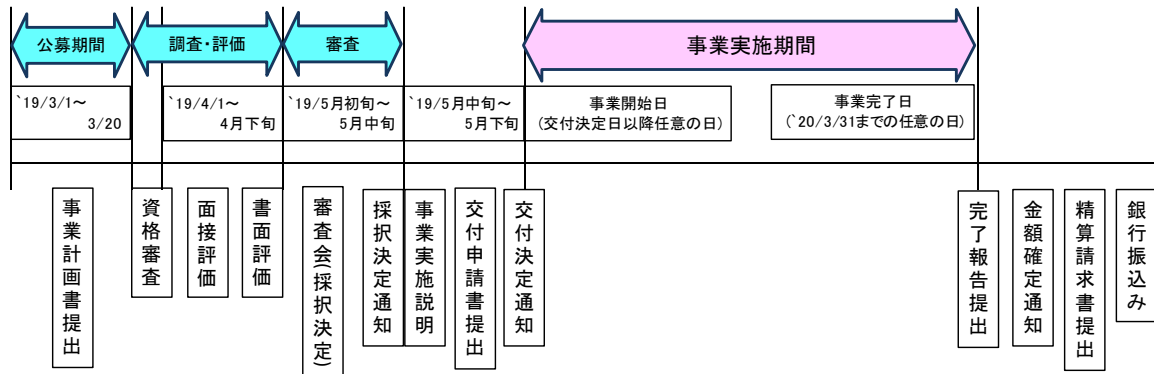 公募期間
調査・評価
審査
事業実施期間
`19/3/1～
3/20
`19/4/1～
4月下旬
`19/5月初旬～
5月中旬
`19/5月中旬～
5月下旬
事業開始日
(交付決定日以降任意の日)
事業完了日
(`20/3/31までの任意の日)
事業計画書提出
資格審査
面接評価
書面評価
審査会(採択決定)
採択決定通知
事業実施説明
交付申請書提出
交付決定通知
完了報告提出
金額確定通知
精算請求書提出
銀行振込み